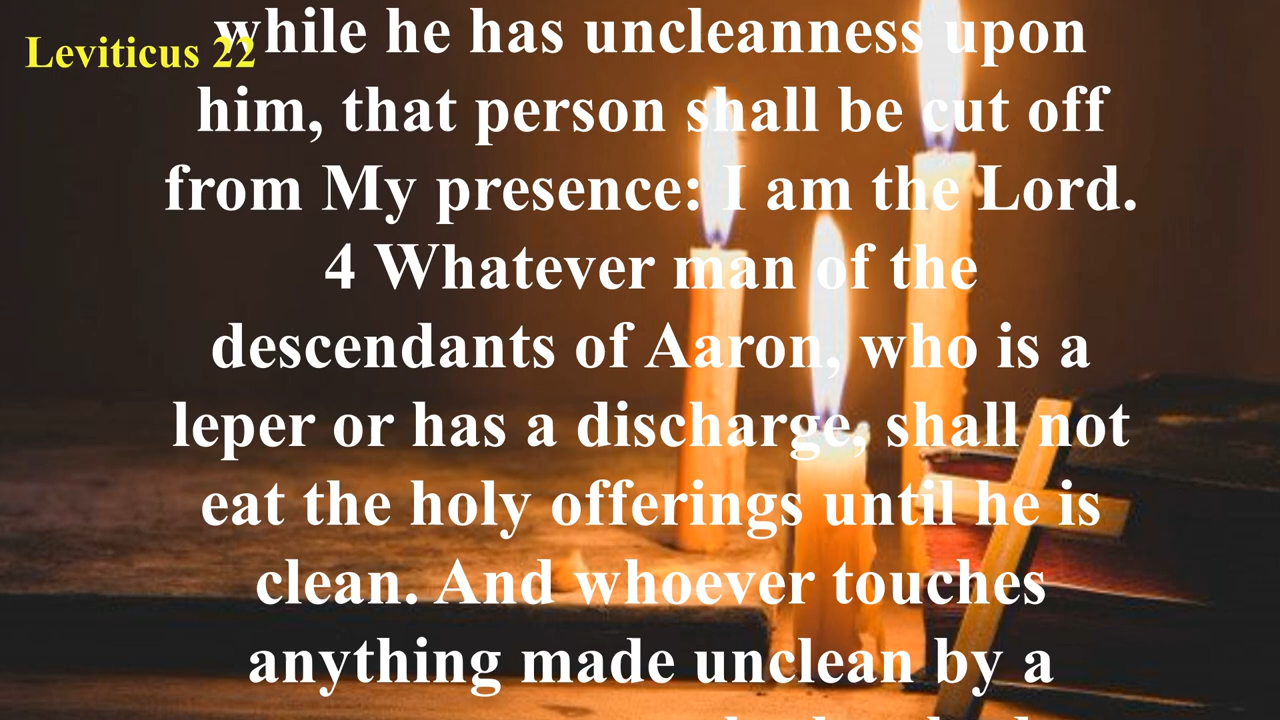 Leviticus 22
while he has uncleanness upon
him, that person shall be cut off
from My presence: I am the Lord.
4 Whatever man of the
descendants of Aaron, who is a
leper or has a discharge, shall not
eat the holy offerings until he is
clean. And whoever touches
anything made unclean by a